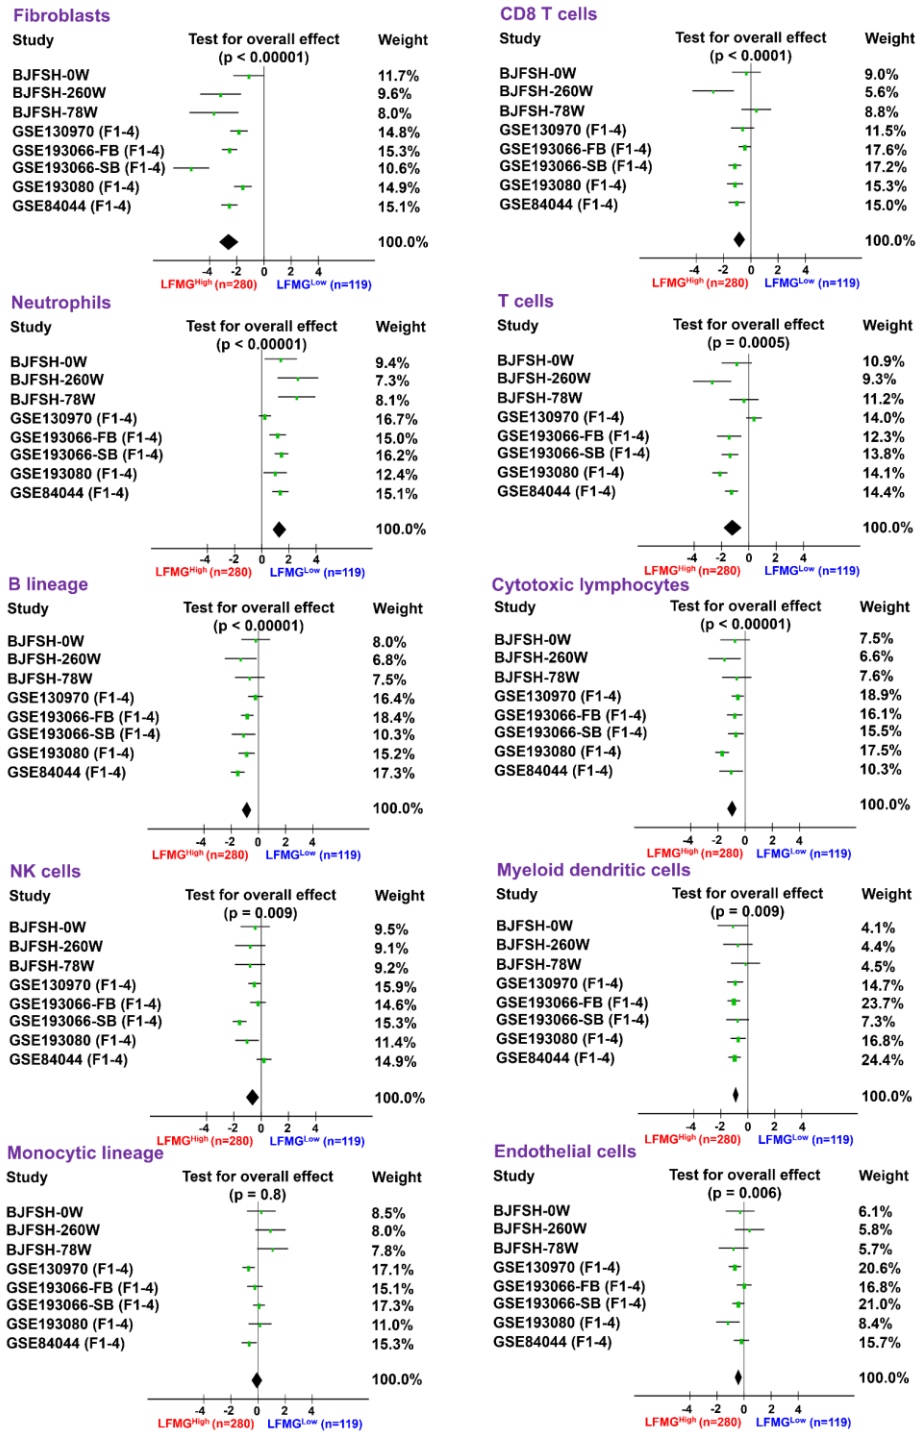 Fibroblasts
Study Test for overall effect Weight
(p < 0.00001)
BJFSH-0W 11.7%
BJFSH-260W 9.6%
BJFSH-78W 8.0%
GSE130970 (F1-4) 14.8%
GSE193066-FB (F1-4) 15.3%
GSE193066-SB (F1-4) 10.6%
GSE193080 (F1-4) 14.9%
GSE84044 (F1-4) 15.1%
100.0%
-4 -2 0 2 4
LFMGHigh (n=280) LFMGLow (n=119)
CD8 T cells
Study Test for overall effect Weight
(p < 0.0001)
BJFSH-0W 9.0%
BJFSH-260W 5.6%
BJFSH-78W 8.8%
GSE130970 (F1-4) 11.5%
GSE193066-FB (F1-4) 17.6%
GSE193066-SB (F1-4) 17.2%
GSE193080 (F1-4) 15.3%
GSE84044 (F1-4) 15.0%
100.0%
-4 -2 0 2 4
LFMGHigh (n=280) LFMGLow (n=119)
Neutrophils
Study Test for overall effect Weight
(p < 0.00001)
BJFSH-0W 9.4%
BJFSH-260W 7.3%
BJFSH-78W 8.1%
GSE130970 (F1-4) 16.7%
GSE193066-FB (F1-4) 15.0%
GSE193066-SB (F1-4) 16.2%
GSE193080 (F1-4) 12.4%
GSE84044 (F1-4) 15.1%
100.0%
-4 -2 0 2 4
LFMGHigh (n=280) LFMGLow (n=119)
T cells
Study Test for overall effect Weight
(p = 0.0005)
BJFSH-0W 10.9%
BJFSH-260W 9.3%
BJFSH-78W 11.2%
GSE130970 (F1-4) 14.0%
GSE193066-FB (F1-4) 12.3%
GSE193066-SB (F1-4) 13.8%
GSE193080 (F1-4) 14.1%
GSE84044 (F1-4) 14.4%
100.0%
-4 -2 0 2 4
LFMGHigh (n=280) LFMGLow (n=119)
B lineage
Study Test for overall effect Weight
(p < 0.00001)
BJFSH-0W 8.0%
BJFSH-260W 6.8%
BJFSH-78W 7.5%
GSE130970 (F1-4) 16.4%
GSE193066-FB (F1-4) 18.4%
GSE193066-SB (F1-4) 10.3%
GSE193080 (F1-4) 15.2%
GSE84044 (F1-4) 17.3%
100.0%
-4 -2 0 2 4
LFMGHigh (n=280) LFMGLow (n=119)
Cytotoxic lymphocytes
Study Test for overall effect Weight
(p < 0.00001)
BJFSH-0W 7.5%
BJFSH-260W 6.6%
BJFSH-78W 7.6%
GSE130970 (F1-4) 18.9%
GSE193066-FB (F1-4) 16.1%
GSE193066-SB (F1-4) 15.5%
GSE193080 (F1-4) 17.5%
GSE84044 (F1-4) 10.3%
100.0%
-4 -2 0 2 4
LFMGHigh (n=280) LFMGLow (n=119)
NK cells
Study Test for overall effect Weight
(p = 0.009)
BJFSH-0W 9.5%
BJFSH-260W 9.1%
BJFSH-78W 9.2%
GSE130970 (F1-4) 15.9%
GSE193066-FB (F1-4) 14.6%
GSE193066-SB (F1-4) 15.3%
GSE193080 (F1-4) 11.4%
GSE84044 (F1-4) 14.9%
100.0%
-4 -2 0 2 4
LFMGHigh (n=280) LFMGLow (n=119)
Myeloid dendritic cells
Study Test for overall effect Weight
(p = 0.009)
BJFSH-0W 4.1%
BJFSH-260W 4.4%
BJFSH-78W 4.5%
GSE130970 (F1-4) 14.7%
GSE193066-FB (F1-4) 23.7%
GSE193066-SB (F1-4) 7.3%
GSE193080 (F1-4) 16.8%
GSE84044 (F1-4) 24.4%
100.0%
-4 -2 0 2 4
LFMGHigh (n=280) LFMGLow (n=119)
Monocytic lineage
Study Test for overall effect Weight
(p = 0.8)
BJFSH-0W 8.5%
BJFSH-260W 8.0%
BJFSH-78W 7.8%
GSE130970 (F1-4) 17.1%
GSE193066-FB (F1-4) 15.1%
GSE193066-SB (F1-4) 17.3%
GSE193080 (F1-4) 11.0%
GSE84044 (F1-4) 15.3%
100.0%
-4 -2 0 2 4
LFMGHigh (n=280) LFMGLow (n=119)
Endothelial cells
Study Test for overall effect Weight
(p = 0.006)
BJFSH-0W 6.1%
BJFSH-260W 5.8%
BJFSH-78W 5.7%
GSE130970 (F1-4) 20.6%
GSE193066-FB (F1-4) 16.8%
GSE193066-SB (F1-4) 21.0%
GSE193080 (F1-4) 8.4%
GSE84044 (F1-4) 15.7%
100.0%
-4 -2 0 2 4
LFMGHigh (n=280) LFMGLow (n=119)